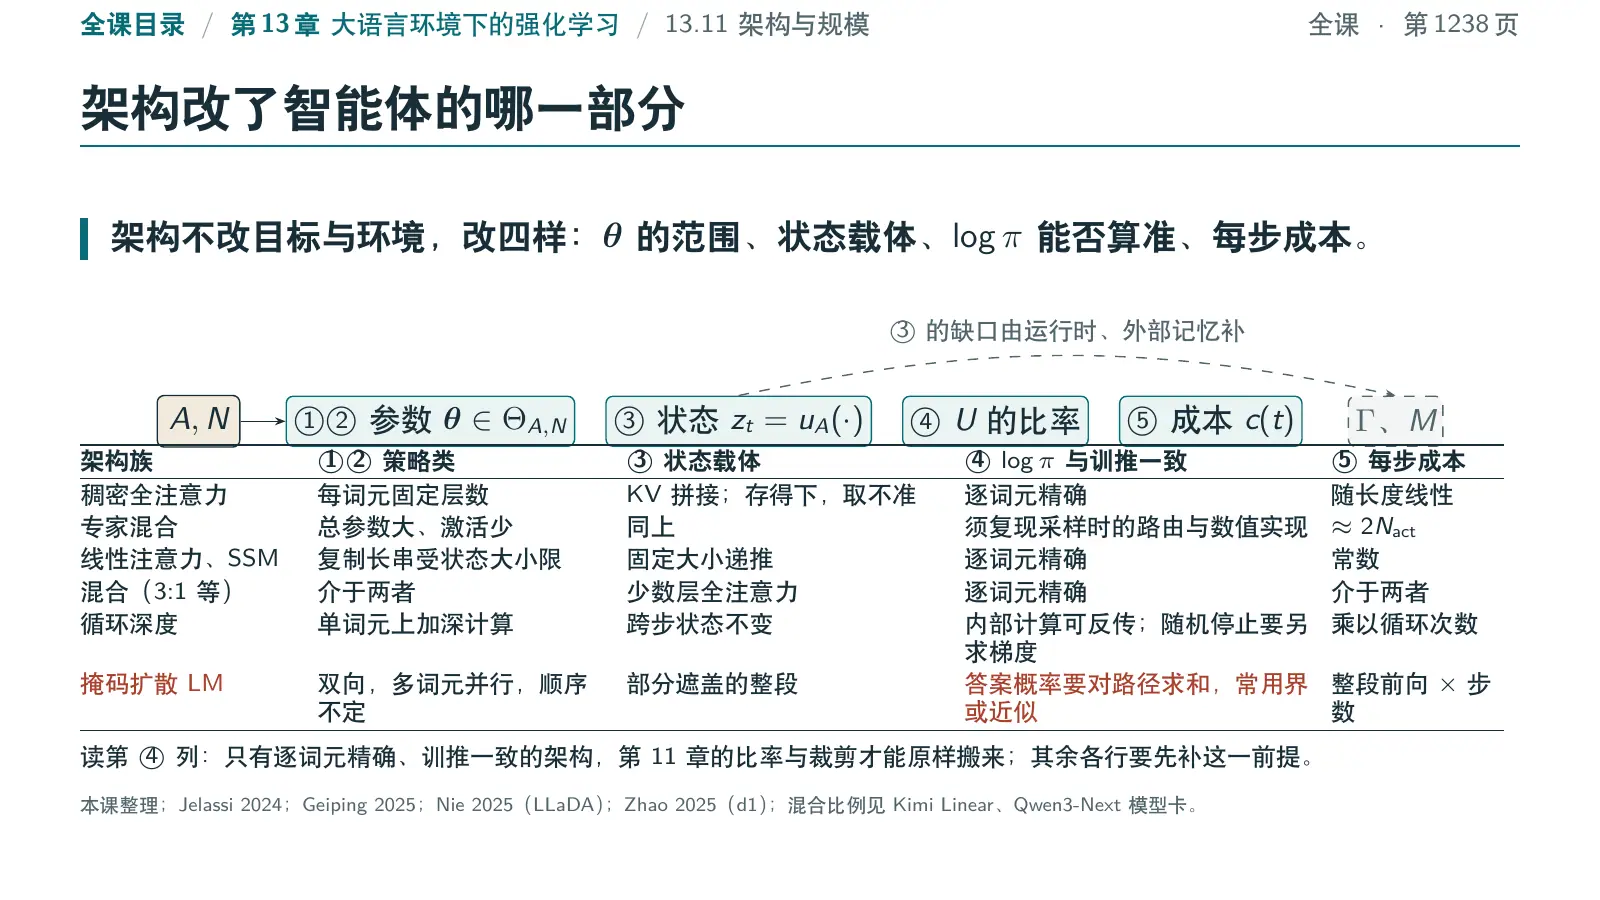 全课目录 / 第13章 大语言环境下的强化学习 / 13.11 架构与规模
全课 · 第1238页
架构改了智能体的哪一部分
架构不改目标与环境，改四样：θ 的范围、状态载体、log π 能否算准、每步成本。
③ 的缺口由运行时、外部记忆补
A, N
①② 参数 θ ∈ Θ_{A,N}
③ 状态 z_t = u_A(·)
④ U 的比率
⑤ 成本 c(t)
Γ、M
架构族 ①② 策略类 ③ 状态载体 ④ log π 与训推一致 ⑤ 每步成本
稠密全注意力 每词元固定层数 KV 拼接；存得下，取不准 逐词元精确 随长度线性
专家混合 总参数大、激活少 同上 须复现采样时的路由与数值实现 ≈ 2N_act
线性注意力、SSM 复制长串受状态大小限 固定大小递推 逐词元精确 常数
混合（3:1 等） 介于两者 少数层全注意力 逐词元精确 介于两者
循环深度 单词元上加深计算 跨步状态不变 内部计算可反传；随机停止要另 乘以循环次数
求梯度
掩码扩散 LM 双向，多词元并行，顺序 部分遮盖的整段 答案概率要对路径求和，常用界 整段前向 × 步
不定 或近似 数
读第 ④ 列：只有逐词元精确、训推一致的架构，第 11 章的比率与裁剪才能原样搬来；其余各行要先补这一前提。
本课整理；Jelassi 2024；Geiping 2025；Nie 2025（LLaDA）；Zhao 2025（d1）；混合比例见 Kimi Linear、Qwen3-Next 模型卡。